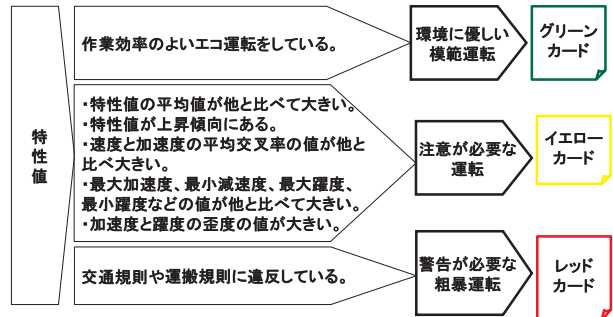 特性値
作業効率のよいエコ運転をしている。
環境に優しい
模範運転
グリーン
カード
・特性値の平均値が他と比べて大きい。
・特性値が上昇傾向にある。
・速度と加速度の平均交叉率の値が他と
比べ大きい。
・最大加速度、最小減速度、最大躍度、
最小躍度などの値が他と比べて大きい。
・加速度と躍度の歪度の値が大きい。
注意が必要な
運転
イエロー
カード
交通規則や運搬規則に違反している。
警告が必要な
粗暴運転
レッド
カード